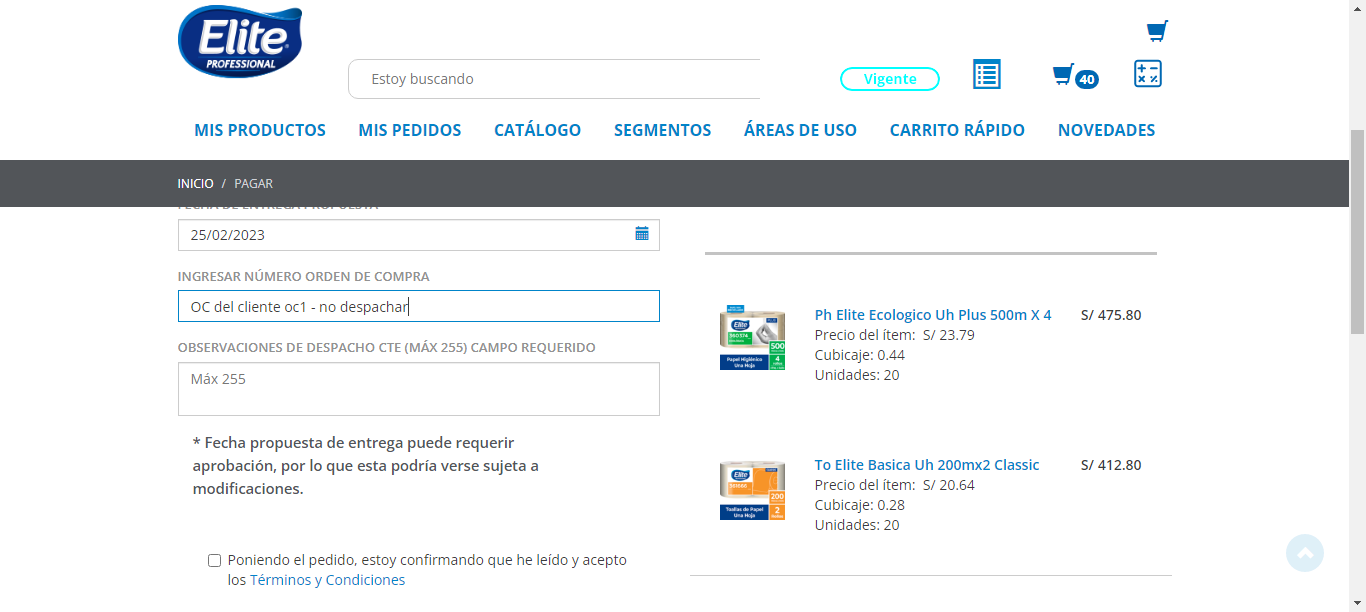 Elite
PROFESSIONAL
Estoy buscando
Vigente
40
MIS PRODUCTOS
MIS PEDIDOS
CATÁLOGO
SEGMENTOS
ÁREAS DE USO
CARRITO RÁPIDO
NOVEDADES
INICIO / PAGAR
FECHA DE ENTREGA PROPUESTA
25/02/2023
INGRESAR NÚMERO ORDEN DE COMPRA
OC del cliente oc1 - no despachar
OBSERVACIONES DE DESPACHO CTE (MÁX 255) CAMPO REQUERIDO
Máx 255
* Fecha propuesta de entrega puede requerir
aprobación, por lo que esta podría verse sujeta a
modificaciones.
Poniendo el pedido, estoy confirmando que he leído y acepto
los Términos y Condiciones
Elite
500
Papel Higiénico
Una Hoja
4
Ph Elite Ecologico Uh Plus 500m X 4
S/ 475.80
Precio del ítem: S/ 23.79
Cubicaje: 0.44
Unidades: 20
Elite
200
Toallas de Papel
Una Hoja
2
To Elite Basica Uh 200mx2 Classic
S/ 412.80
Precio del ítem: S/ 20.64
Cubicaje: 0.28
Unidades: 20